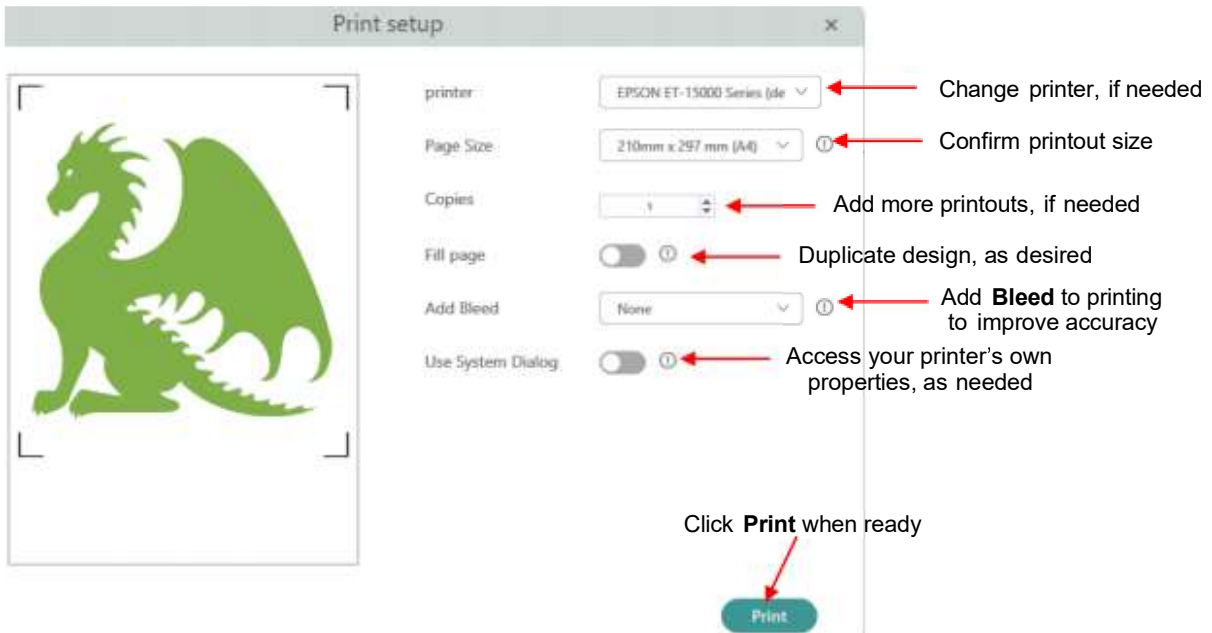 Print setup
printer
EPSON ET-15000 Series (de
Change printer, if needed
Page Size
210mm x 297 mm (A4)
Confirm printout size
Copies
1
Add more printouts, if needed
Fill page
Duplicate design, as desired
Add Bleed
None
Add Bleed to printing
to improve accuracy
Use System Dialog
Access your printer's own
properties, as needed
Click Print when ready
Print